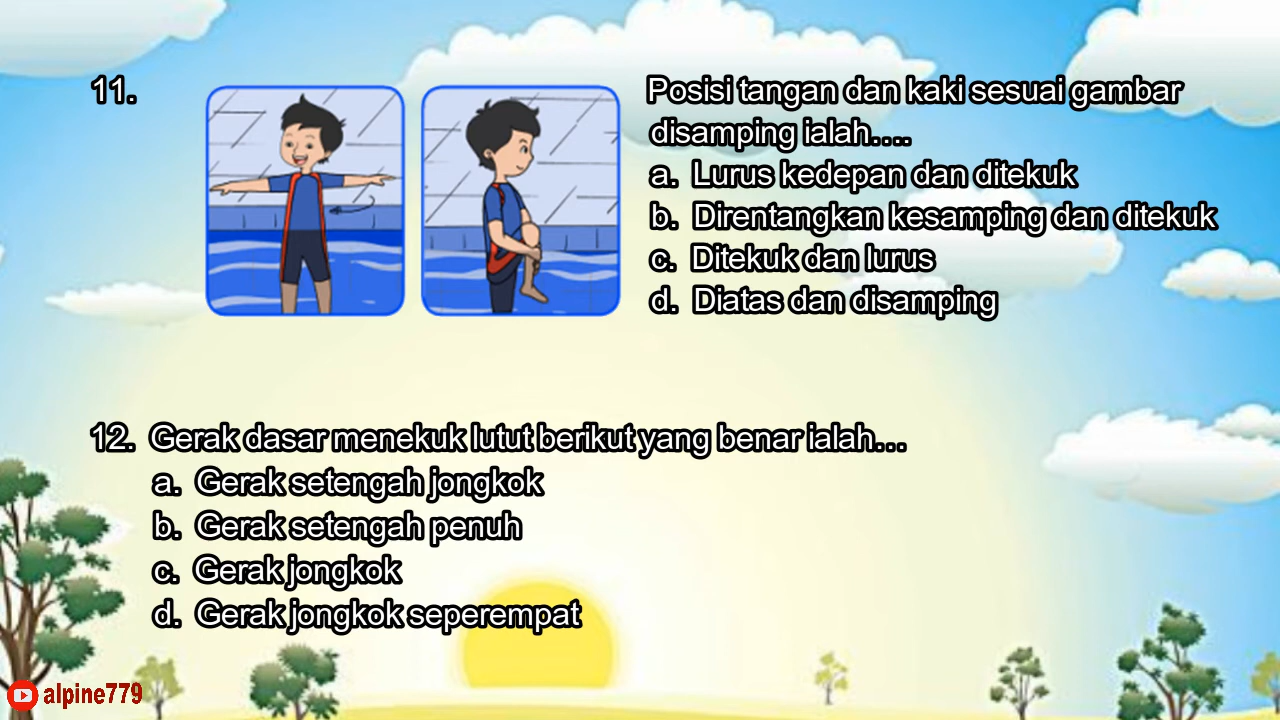 11.
Posisi tangan dan kaki sesuai gambar
disamping ialah....
a. Lurus kedepan dan ditekuk
b. Direntangkan kesamping dan ditekuk
c. Ditekuk dan lurus
d. Diatas dan disamping
12. Gerak dasar menekuk lutut berikut yang benar ialah...
a. Gerak setengah jongkok
b. Gerak setengah penuh
c. Gerak jongkok
d. Gerak jongkok seperempat
alpine779